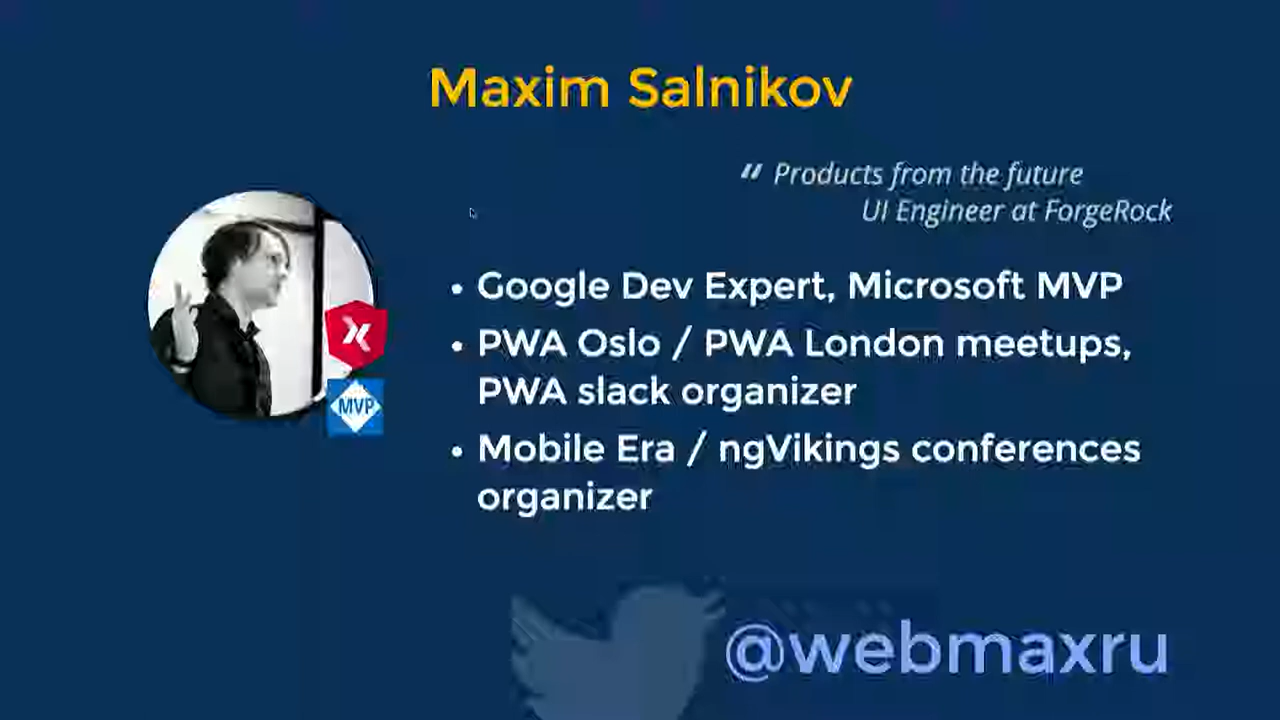 Maxim Salnikov
“ Products from the future
UI Engineer at ForgeRock
• Google Dev Expert, Microsoft MVP
• PWA Oslo / PWA London meetups,
PWA slack organizer
• Mobile Era / ngVikings conferences
organizer
MVP
@webmaxru